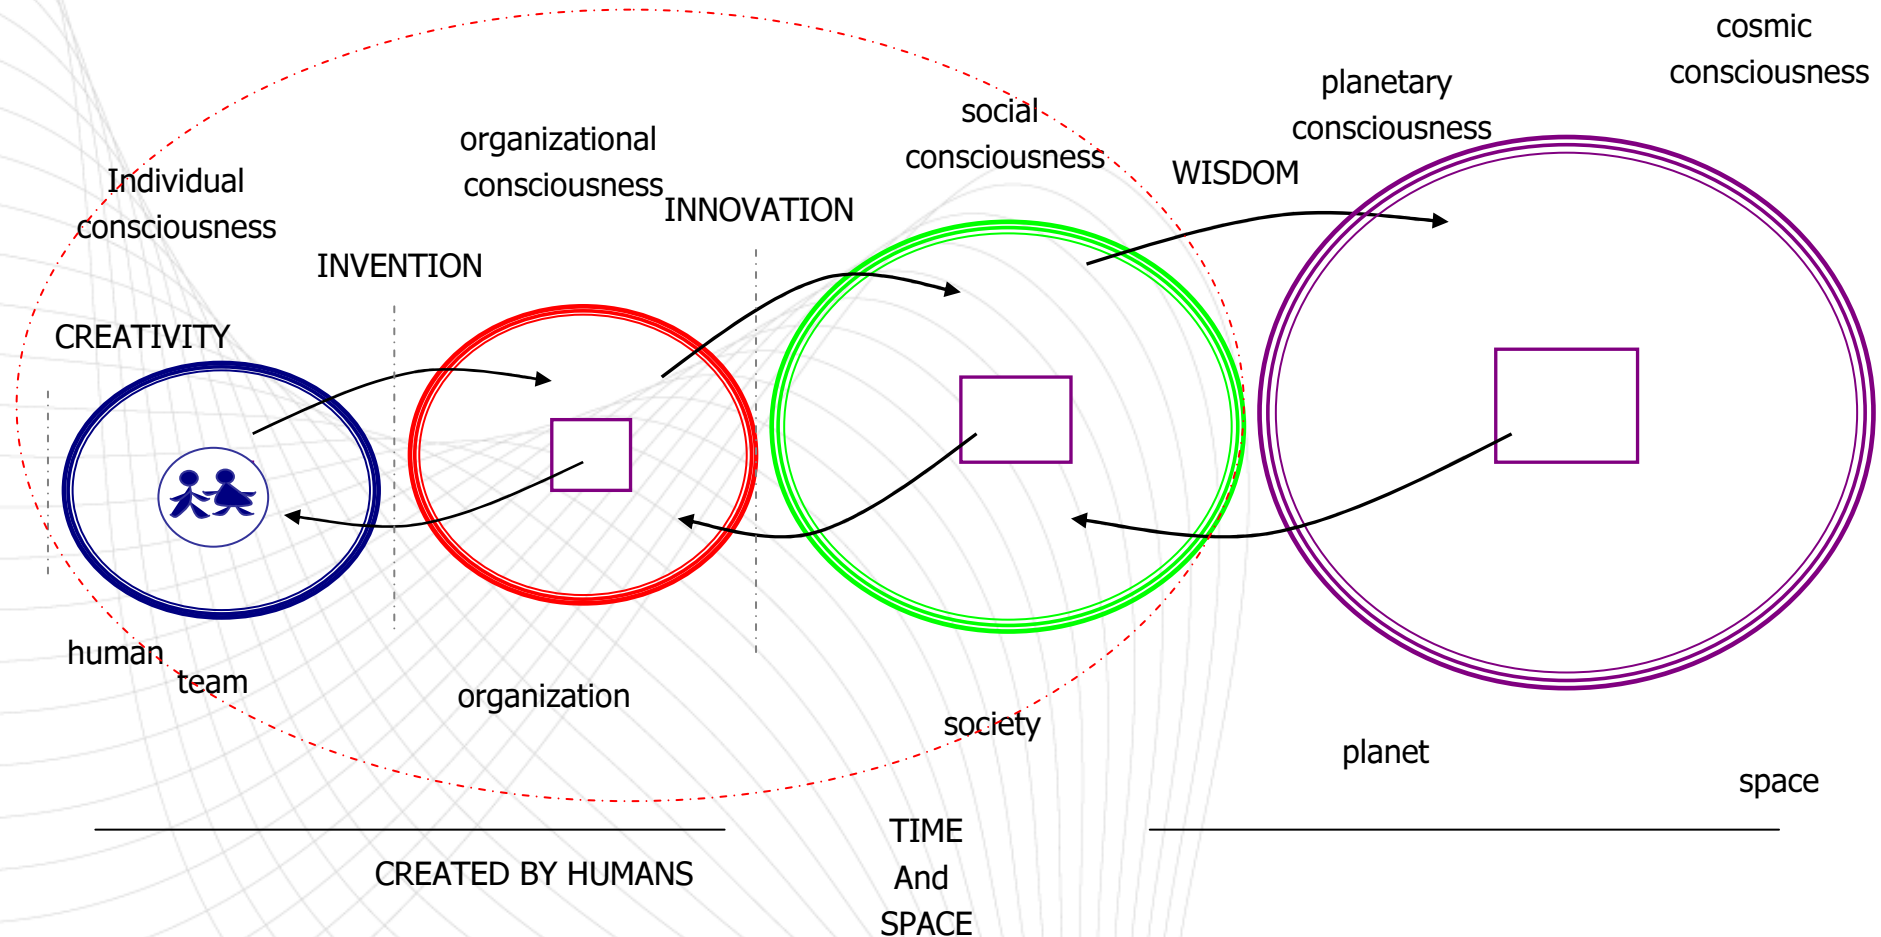 cosmic
consciousness
planetary
consciousness
WISDOM
social
consciousness
organizational
consciousness
INNOVATION
Individual
consciousness
INVENTION
CREATIVITY
human
team
organization
society
planet
space
CREATED BY HUMANS
TIME
And
SPACE